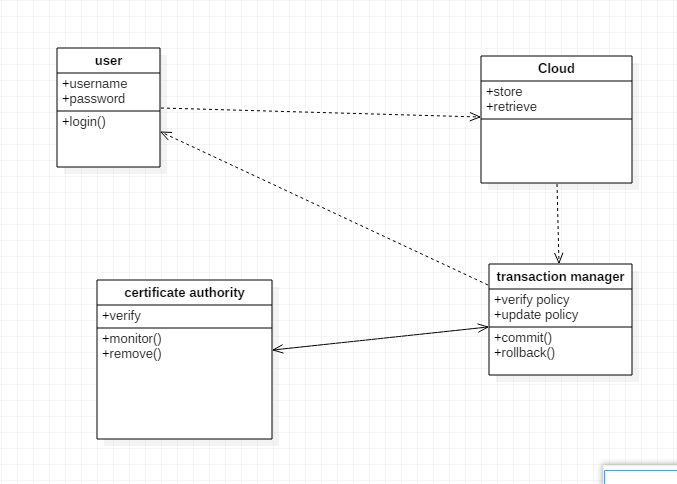 user
+username
+password
+login()
Cloud
+store
+retrieve
certificate authority
+verify
+monitor()
+remove()
transaction manager
+verify policy
+update policy
+commit()
+rollback()